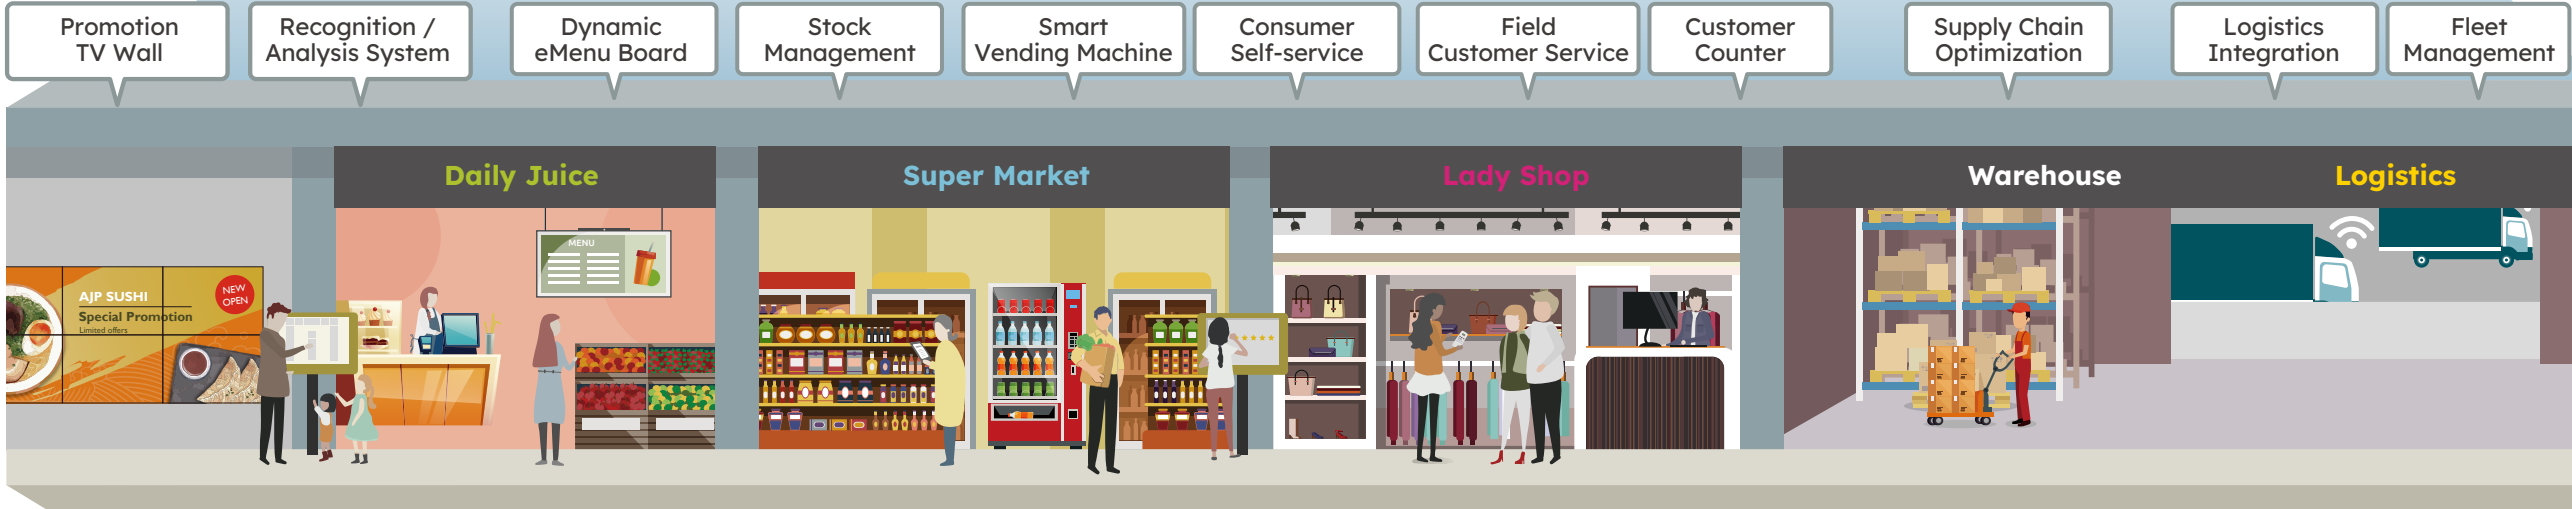 Promotion
TV Wall
Recognition /
Analysis System
Dynamic
eMenu Board
Stock
Management
Smart
Vending Machine
Consumer
Self-service
Field
Customer Service
Customer
Counter
Supply Chain
Optimization
Logistics
Integration
Fleet
Management
Daily Juice
Super Market
Lady Shop
Warehouse
Logistics
MENU
AJP SUSHI
Special Promotion
Limited offers
NEW
OPEN